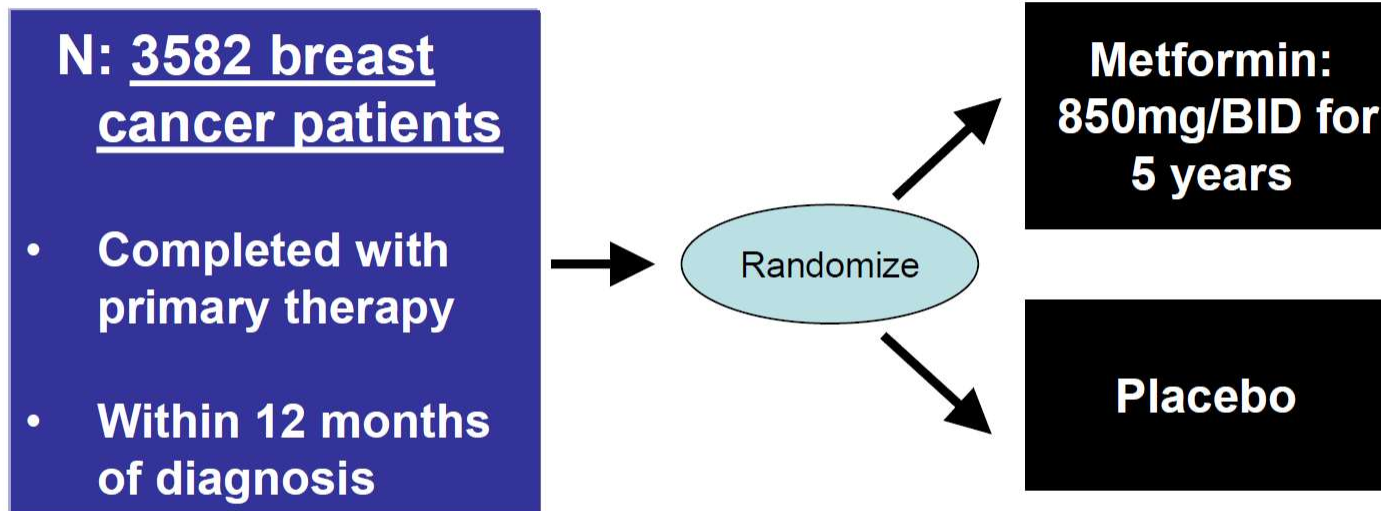 N: 3582 breast
cancer patients
• Completed with
primary therapy
• Within 12 months
of diagnosis
Randomize
Metformin:
850mg/BID for
5 years
Placebo